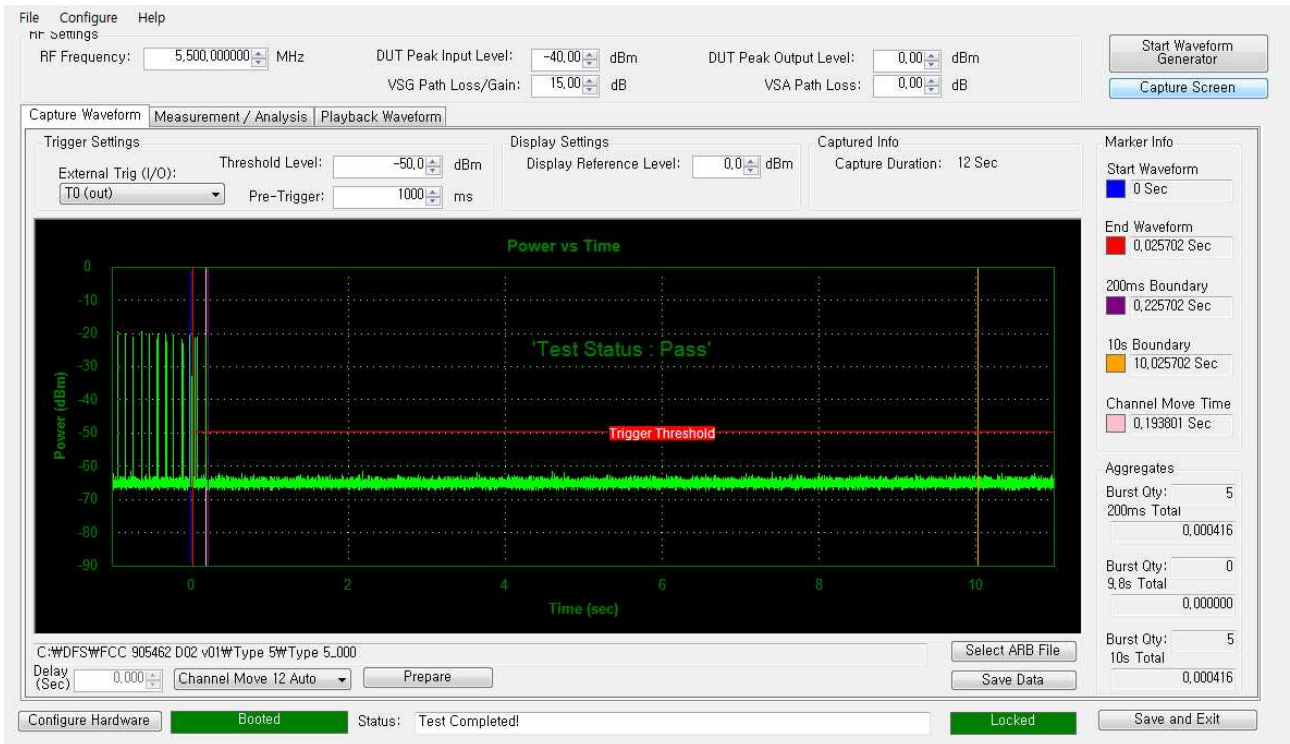 File Configure Help
RF Settings
RF Frequency: 5,500,000000 MHz
DUT Peak Input Level: -40,00 dBm
DUT Peak Output Level: 0,00 dBm
VSG Path Loss/Gain: 15,00 dB
VSA Path Loss: 0,00 dB
Start Waveform
Generator
Capture Screen
Capture Waveform Measurement / Analysis Playback Waveform
Trigger Settings
External Trig (I/O):
T0 (out)
Threshold Level: -50,0 dBm
Pre-Trigger: 1000 ms
Display Settings
Display Reference Level: 0,0 dBm
Captured Info
Capture Duration: 12 Sec
Power vs Time
'Test Status : Pass'
Trigger Threshold
Power (dBm)
0
-10
-20
-30
-40
-50
-60
-70
-80
-90
0 2 4 6 8 10
Time (sec)
Marker Info
Start Waveform
0 Sec
End Waveform
0,025702 Sec
200ms Boundary
0,225702 Sec
10s Boundary
10,025702 Sec
Channel Move Time
0,193801 Sec
Aggregates
Burst Qty: 5
200ms Total
0,000416
Burst Qty: 0
9,8s Total
0,000000
Burst Qty: 5
10s Total
0,000416
C:₩DFS₩FCC 905462 D02 v01₩Type 5₩Type 5_000
Select ARB File
Delay
(Sec) 0,000
Channel Move 12 Auto
Prepare
Save Data
Configure Hardware
Booted
Status: Test Completed!
Locked
Save and Exit